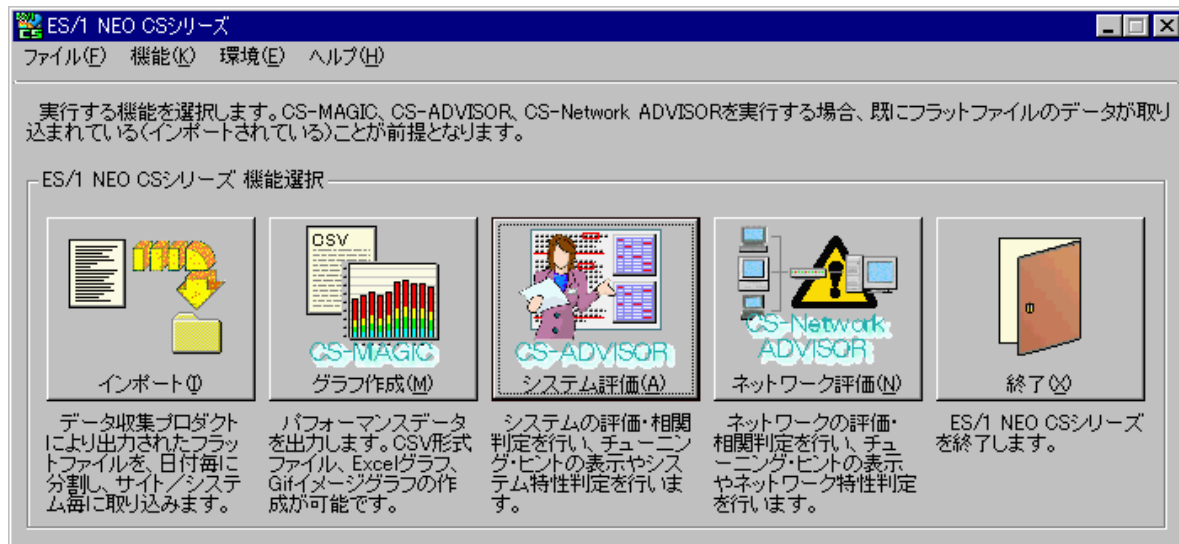 ES/1 NEO CSシリーズ
ファイル(F) 機能(K) 環境(E) ヘルプ(H)
実行する機能を選択します。CS-MAGIC、CS-ADVISOR、CS-Network ADVISORを実行する場合、既にフラットファイルのデータが取り
込まれている(インポートされている)ことが前提となります。
ES/1 NEO CSシリーズ 機能選択
インポート(I)
データ収集プロダクト
により出力されたフラッ
トファイルを、日付毎に
分割し、サイト/システ
ム毎に取り込みます。
CSV
CS-MAGIC
グラフ作成(M)
パフォーマンスデータ
を出力します。CSV形式
ファイル、Excelグラフ、
Gifイメージグラフの作
成が可能です。
CS-ADVISOR
システム評価(A)
システムの評価・相関
判定を行い、チューニン
グ・ヒントの表示やシス
テム特性判定を行いま
す。
CS-Network
ADVISOR
ネットワーク評価(N)
ネットワークの評価・
相関判定を行い、チュ
ーニング・ヒントの表示
やネットワーク特性判定
を行います。
終了(X)
ES/1 NEO CSシリーズ
を終了します。